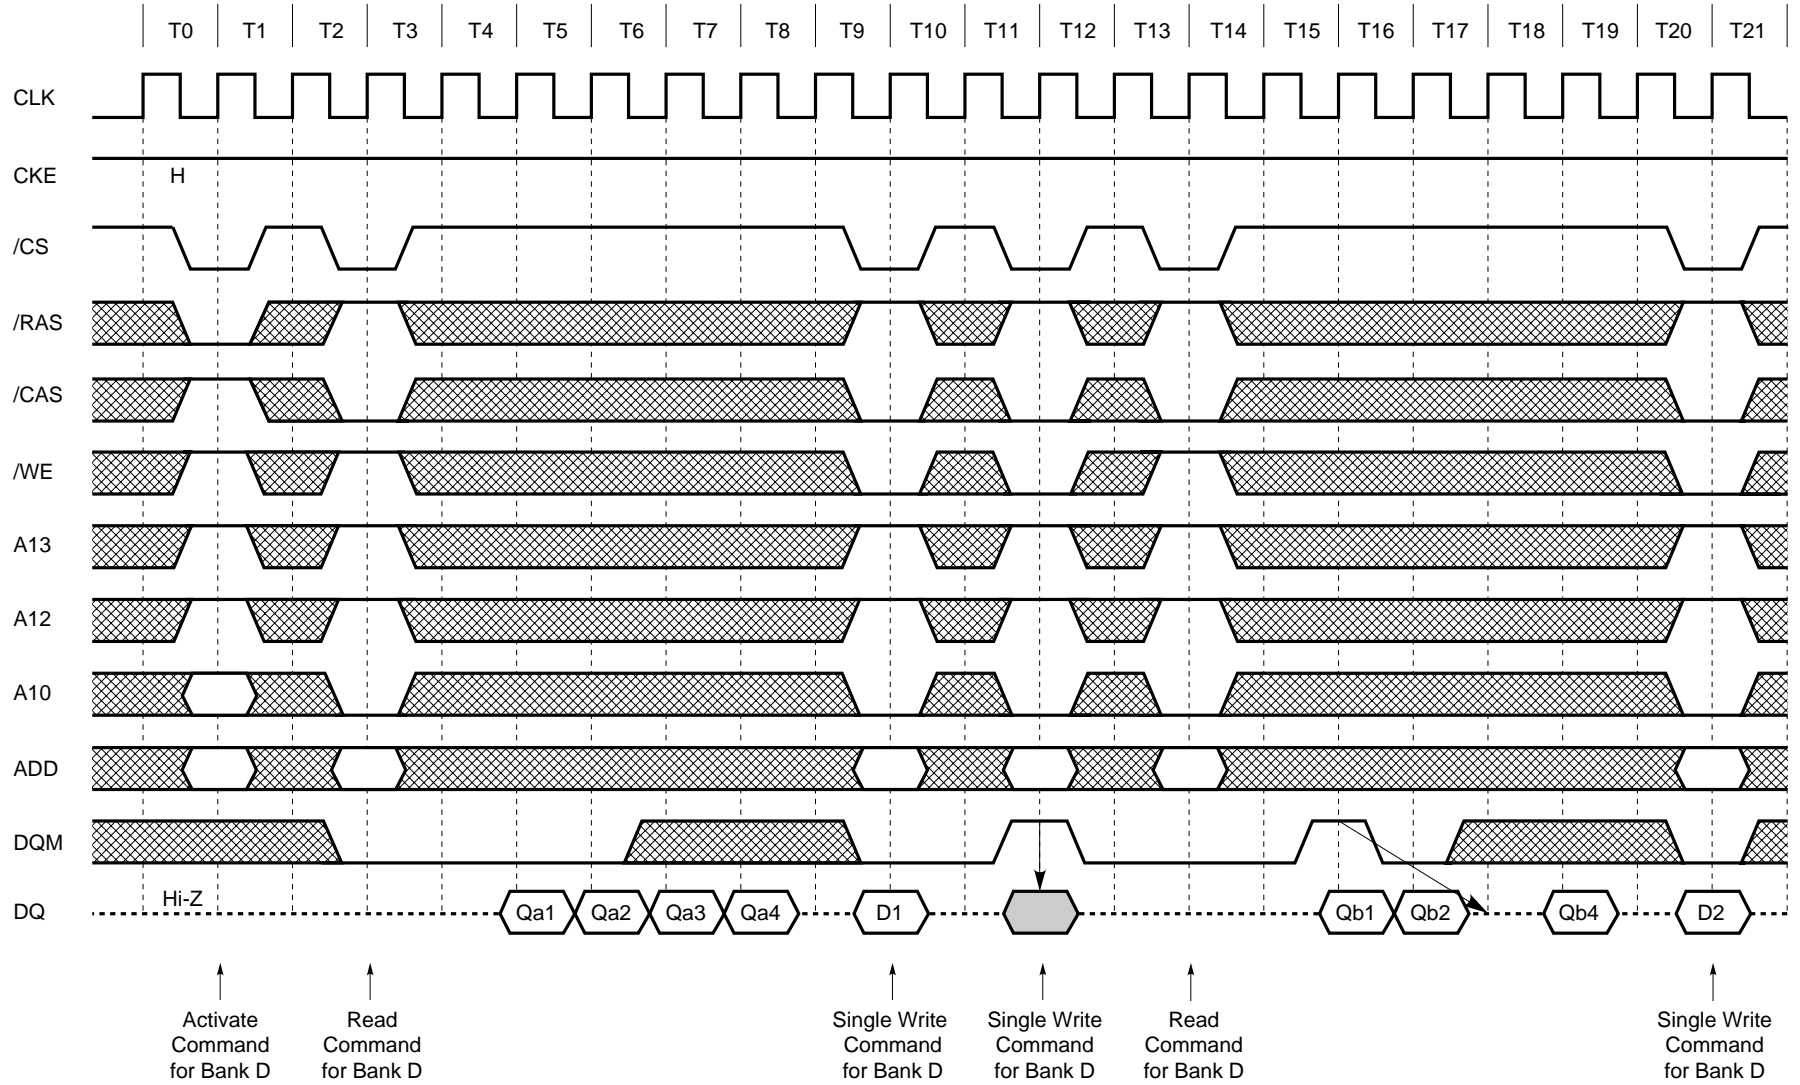 T0 T1 T2 T3 T4 T5 T6 T7 T8 T9 T10 T11 T12 T13 T14 T15 T16 T17 T18 T19 T20 T21
CLK
CKE H
/CS
/RAS
/CAS
/WE
A13
A12
A10
ADD
DQM
DQ Hi-Z Qa1 Qa2 Qa3 Qa4 D1 Qb1 Qb2 Qb4 D2
Activate
Command
for Bank D
Read
Command
for Bank D
Single Write
Command
for Bank D
Single Write
Command
for Bank D
Read
Command
for Bank D
Single Write
Command
for Bank D